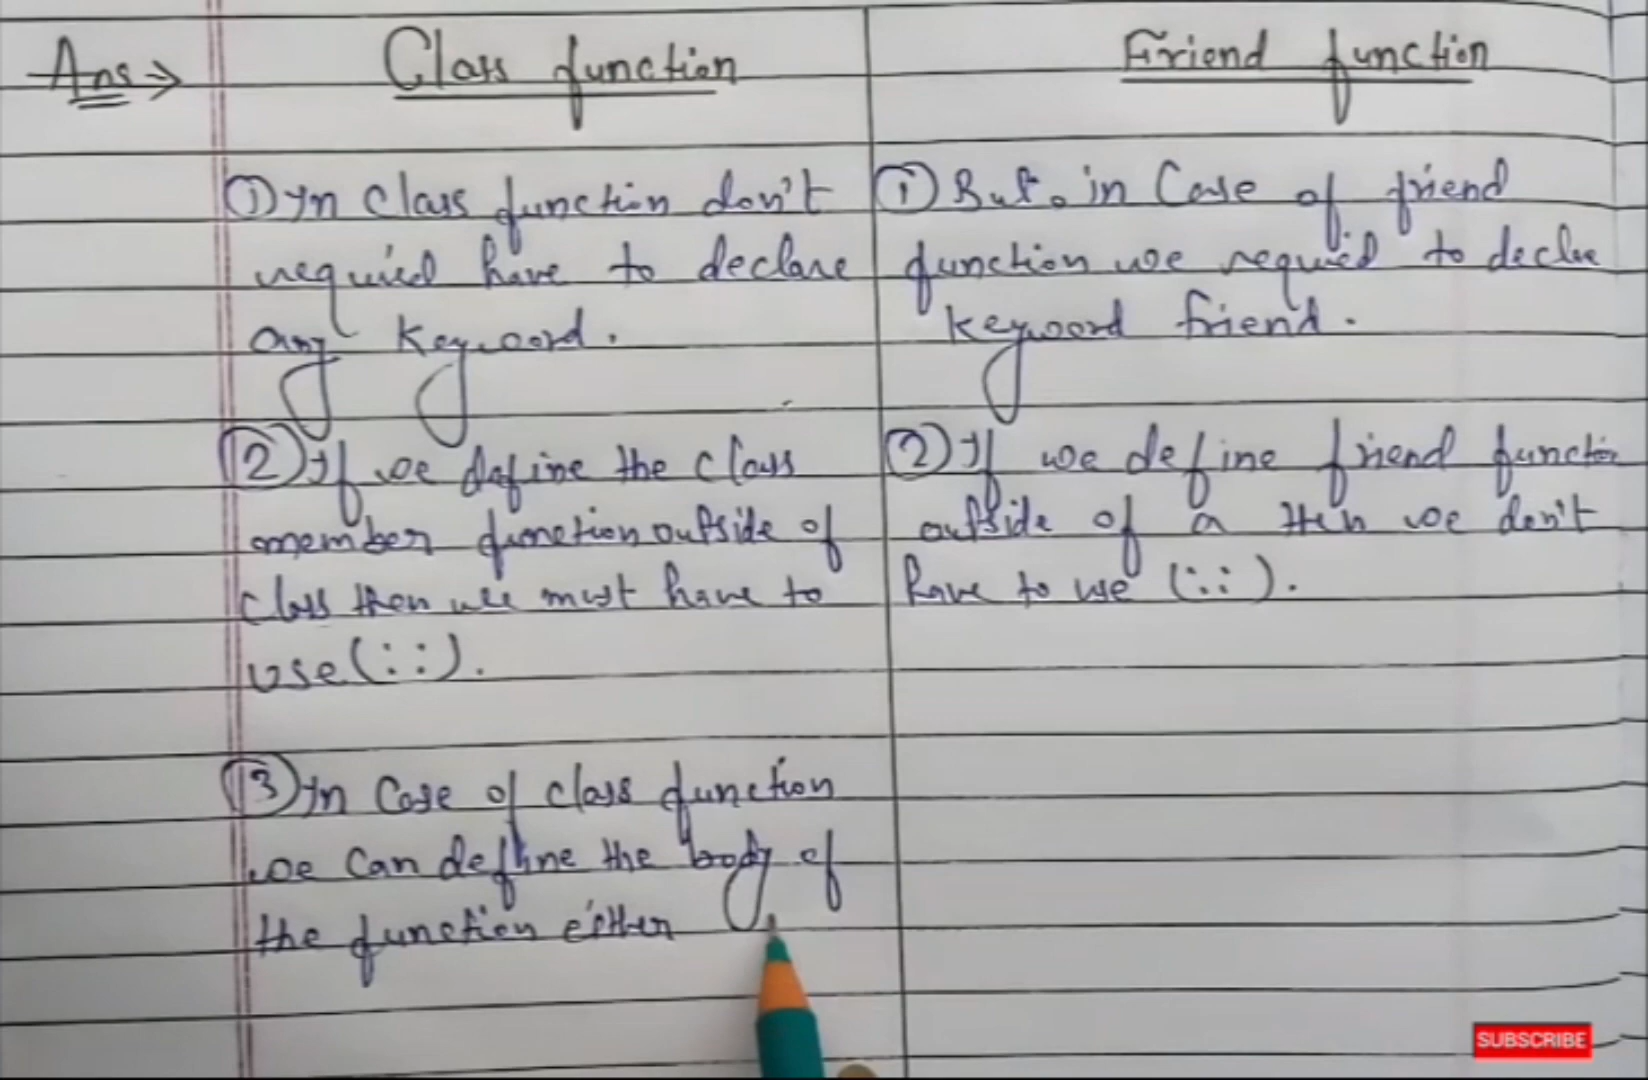 Ans →
Class function
① In Class function don't
required have to declare
any keyword.
② If we define the class
member function outside of
class then we must have to
use (::).
③ In Case of class function
we can define the body of
the function either
Friend function
① But, in Case of friend
function we required to declre
keyword friend.
② If we define friend function
outside of a then we don't
have to use (::).
SUBSCRIBE